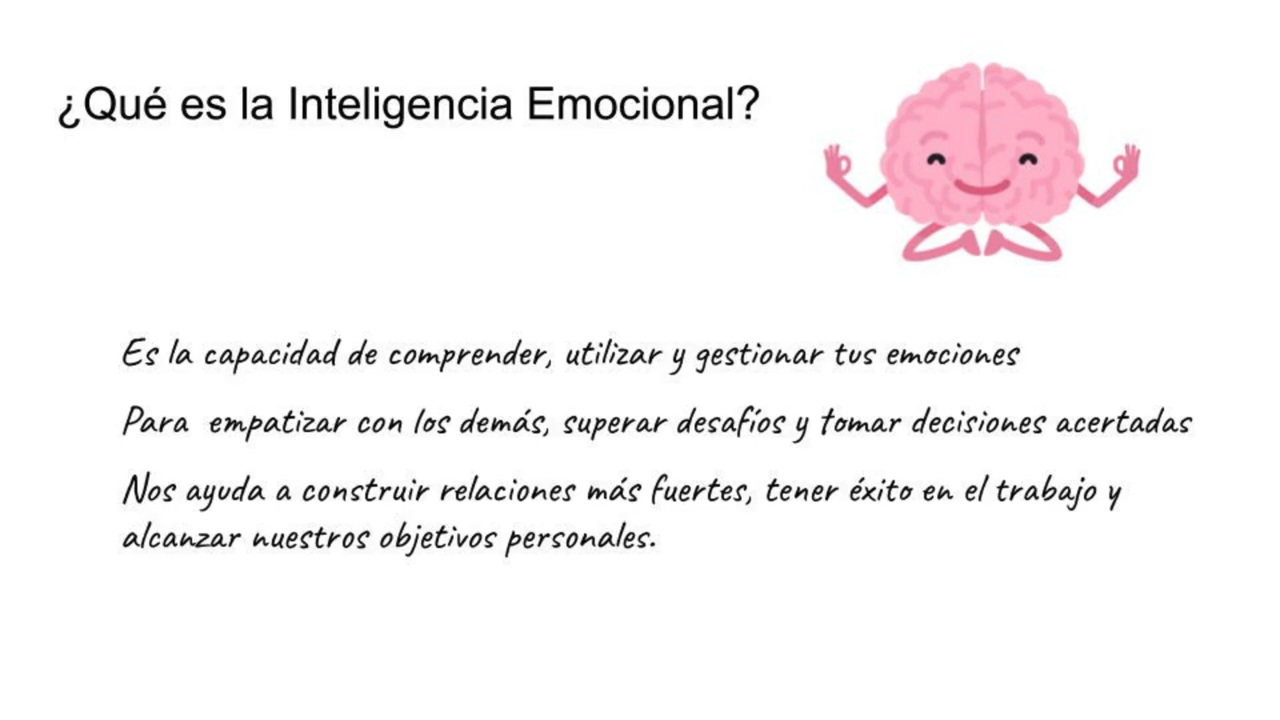 ¿Qué es la Inteligencia Emocional?
Es la capacidad de comprender, utilizar y gestionar tus emociones
Para empatizar con los demás, superar desafíos y tomar decisiones acertadas
Nos ayuda a construir relaciones más fuertes, tener éxito en el trabajo y
alcanzar nuestros objetivos personales.